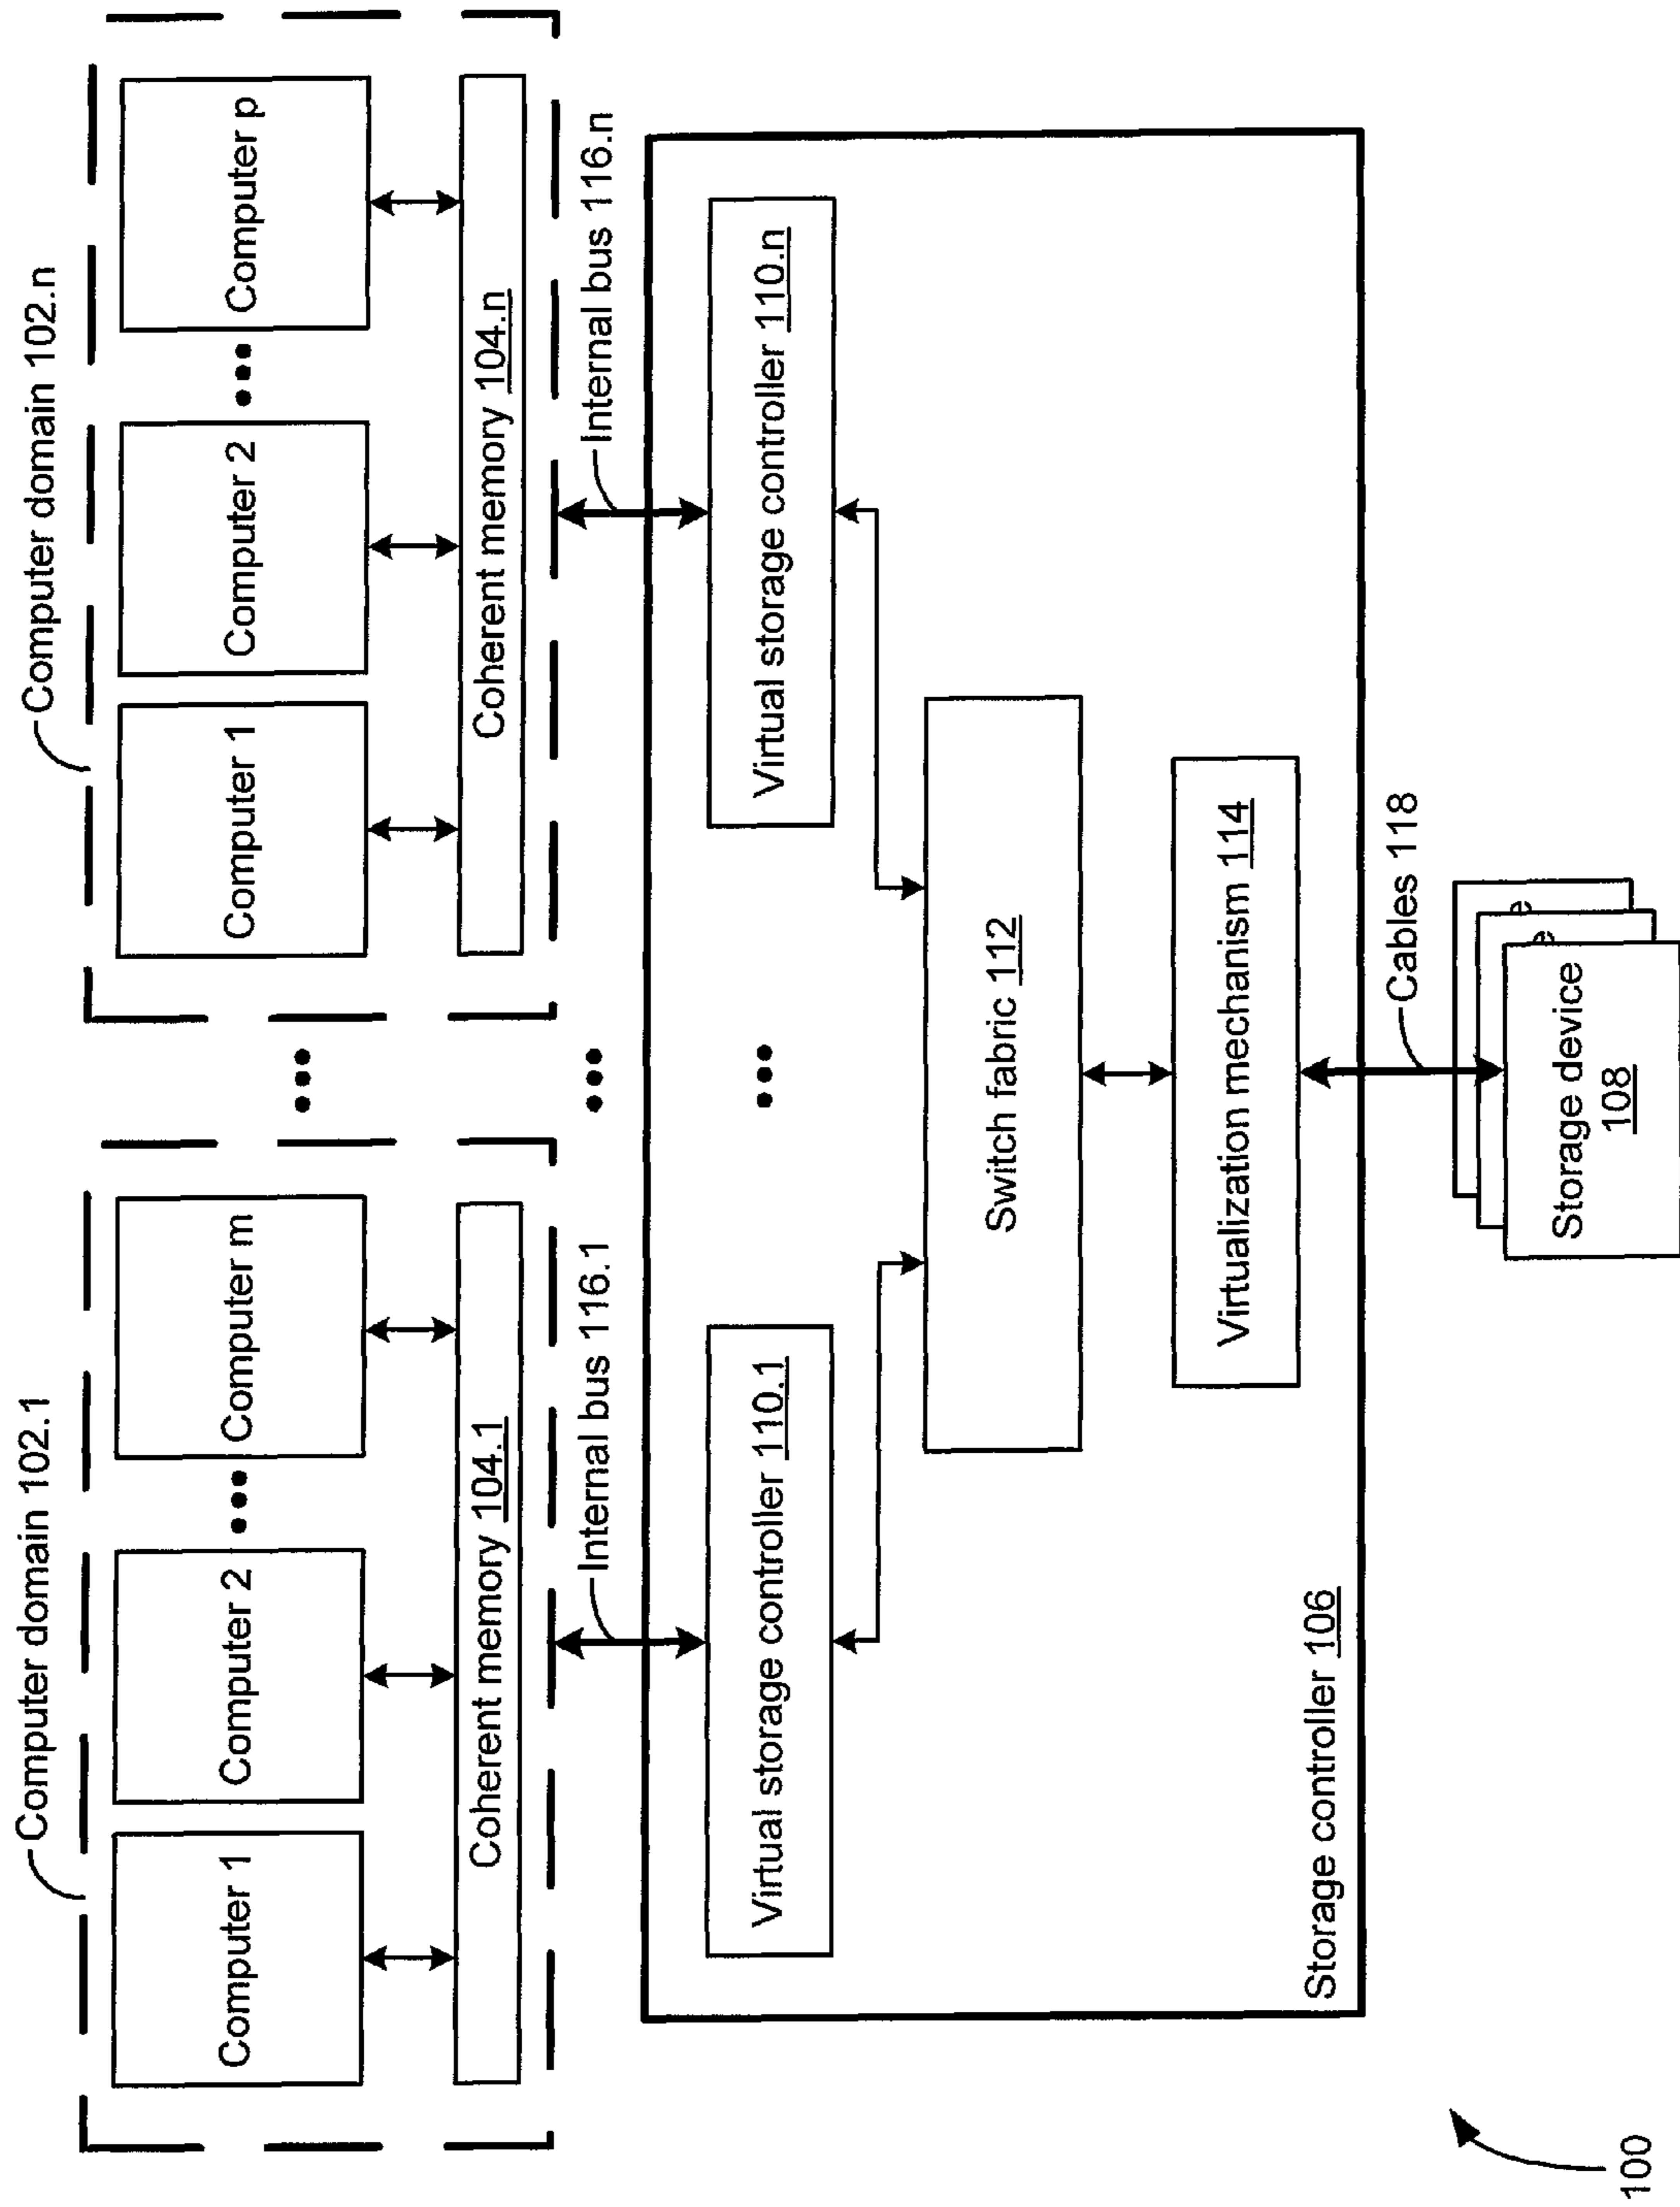 Computer domain 102.1
Computer domain 102.n
Computer 1
Computer 2
•••
Computer m
•••
Computer 1
Computer 2
•••
Computer p
Coherent memory 104.1
Coherent memory 104.n
Internal bus 116.1
•••
Internal bus 116.n
Virtual storage controller 110.1
•••
Virtual storage controller 110.n
Switch fabric 112
Virtualization mechanism 114
Storage controller 106
Cables 118
e
e
Storage device
108
100